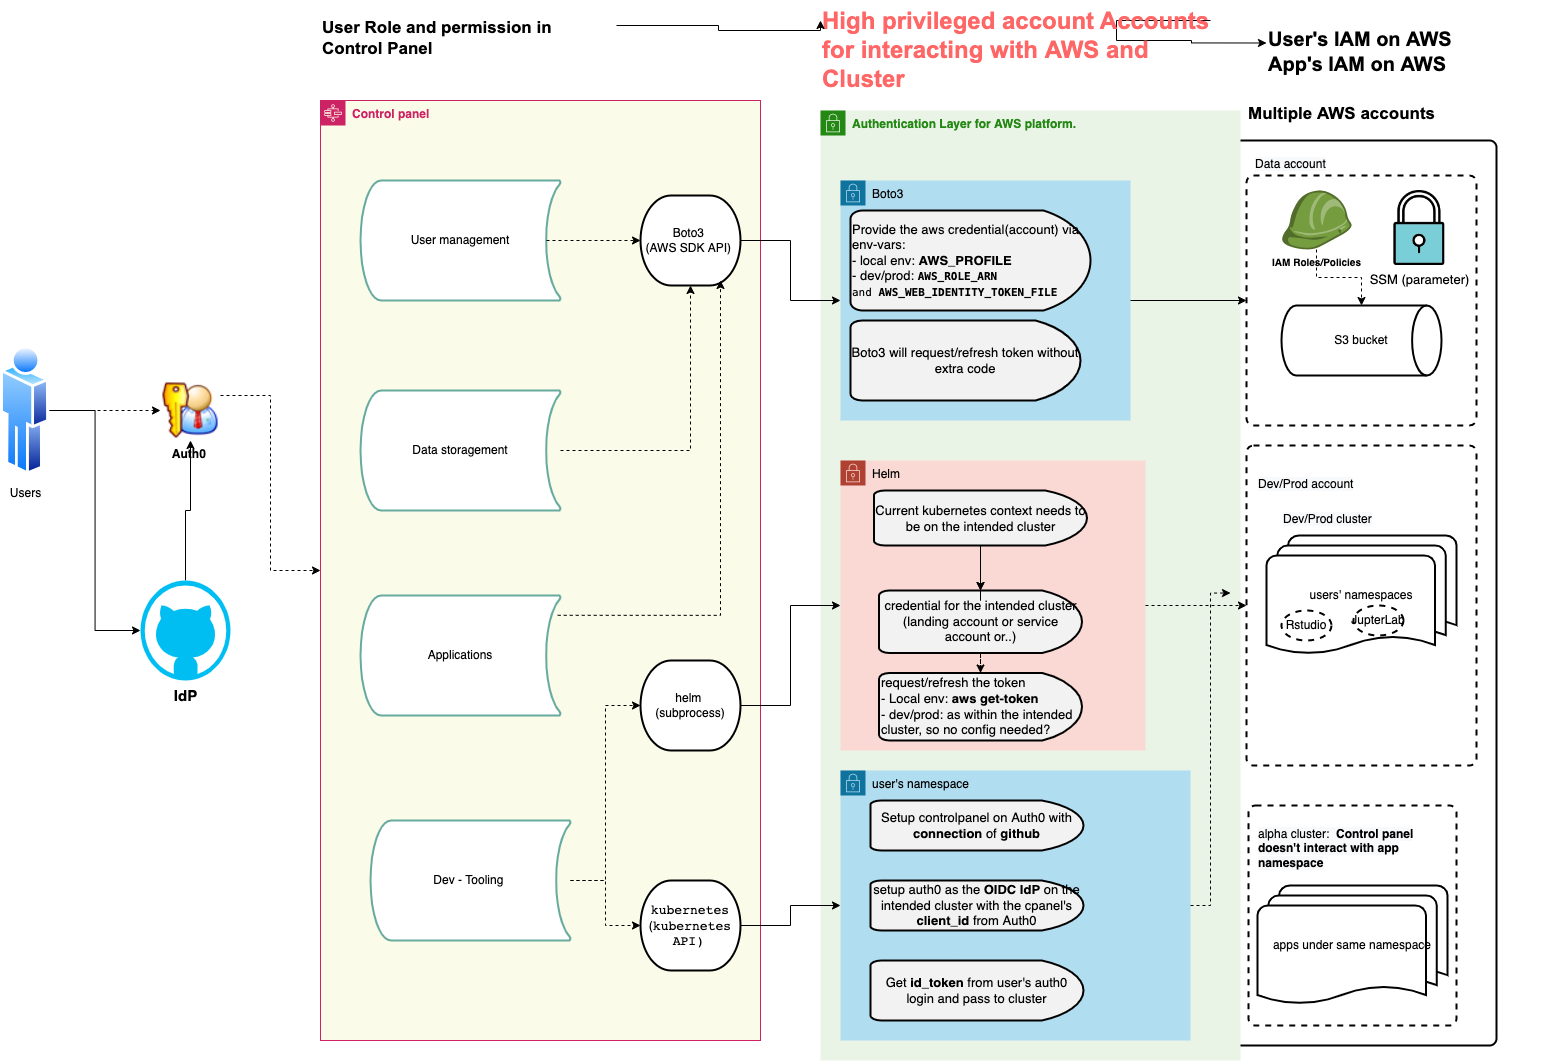 User Role and permission in
Control Panel
High privileged account Accounts
for interacting with AWS and
Cluster
User's IAM on AWS
App's IAM on AWS
Control panel
Authentication Layer for AWS platform.
Multiple AWS accounts
Users
Auth0
IdP
User management
Data storagement
Applications
Dev - Tooling
Boto3
(AWS SDK API)
helm
(subprocess)
kubernetes
(kubernetes
API)
Boto3
Provide the aws credential(account) via
env-vars:
- local env: AWS_PROFILE
- dev/prod: AWS_ROLE_ARN
and AWS_WEB_IDENTITY_TOKEN_FILE
Boto3 will request/refresh token without
extra code
Helm
Current kubernetes context needs to
be on the intended cluster
credential for the intended cluster
(landing account or service
account or..)
request/refresh the token
- Local env: aws get-token
- dev/prod: as within the intended
cluster, so no config needed?
user's namespace
Setup controlpanel on Auth0 with
connection of github
setup auth0 as the OIDC IdP on the
intended cluster with the cpanel's
client_id from Auth0
Get id_token from user's auth0
login and pass to cluster
Data account
IAM Roles/Policies
SSM (parameter)
S3 bucket
Dev/Prod account
Dev/Prod cluster
users' namespaces
Rstudio
JupterLab
alpha cluster: Control panel
doesn't interact with app
namespace
apps under same namespace